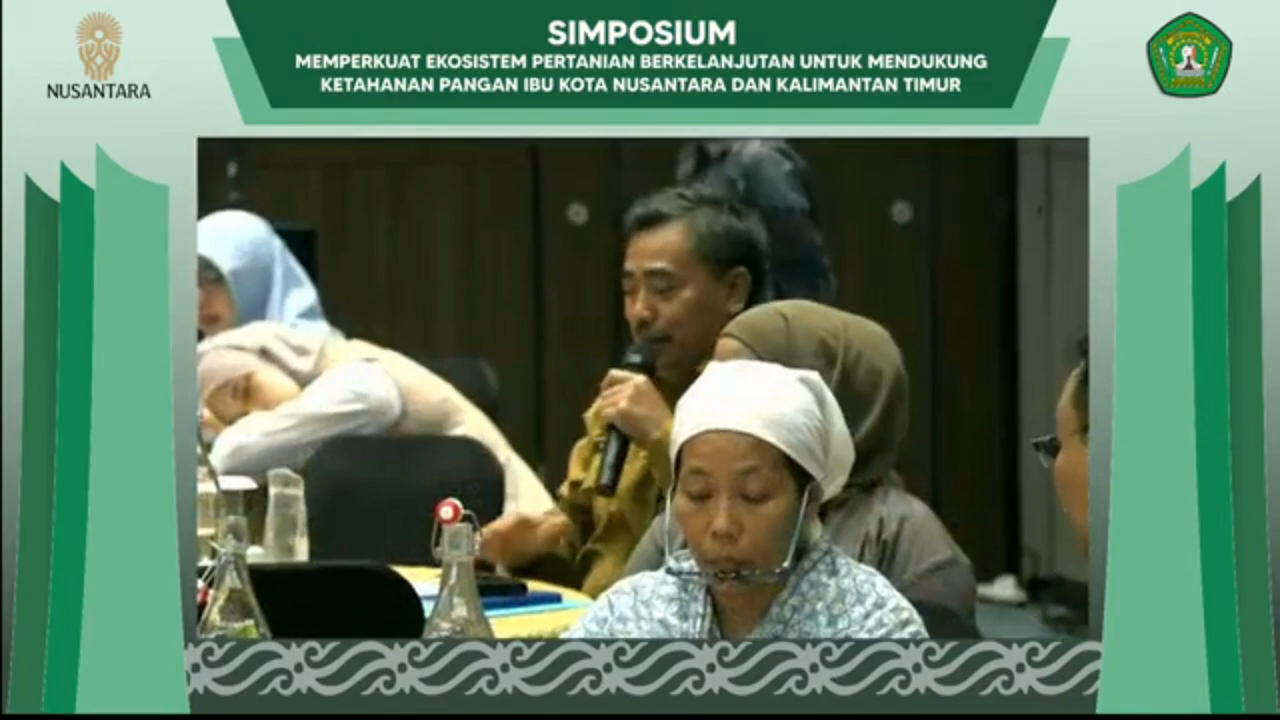 SIMPOSIUM
MEMPERKUAT EKOSISTEM PERTANIAN BERKELANJUTAN UNTUK MENDUKUNG
KETAHANAN PANGAN IBU KOTA NUSANTARA DAN KALIMANTAN TIMUR
NUSANTARA